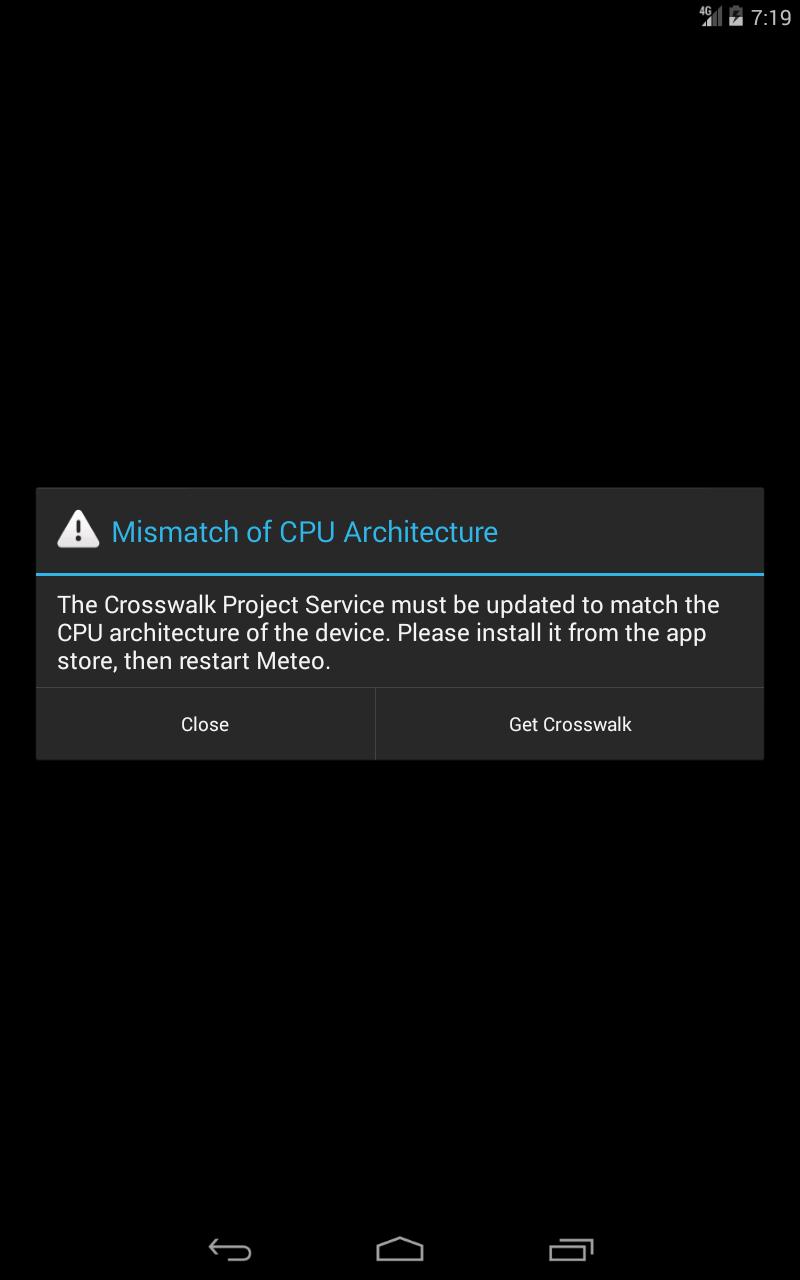 4G 7:19
Mismatch of CPU Architecture
The Crosswalk Project Service must be updated to match the
CPU architecture of the device. Please install it from the app
store, then restart Meteo.
Close Get Crosswalk